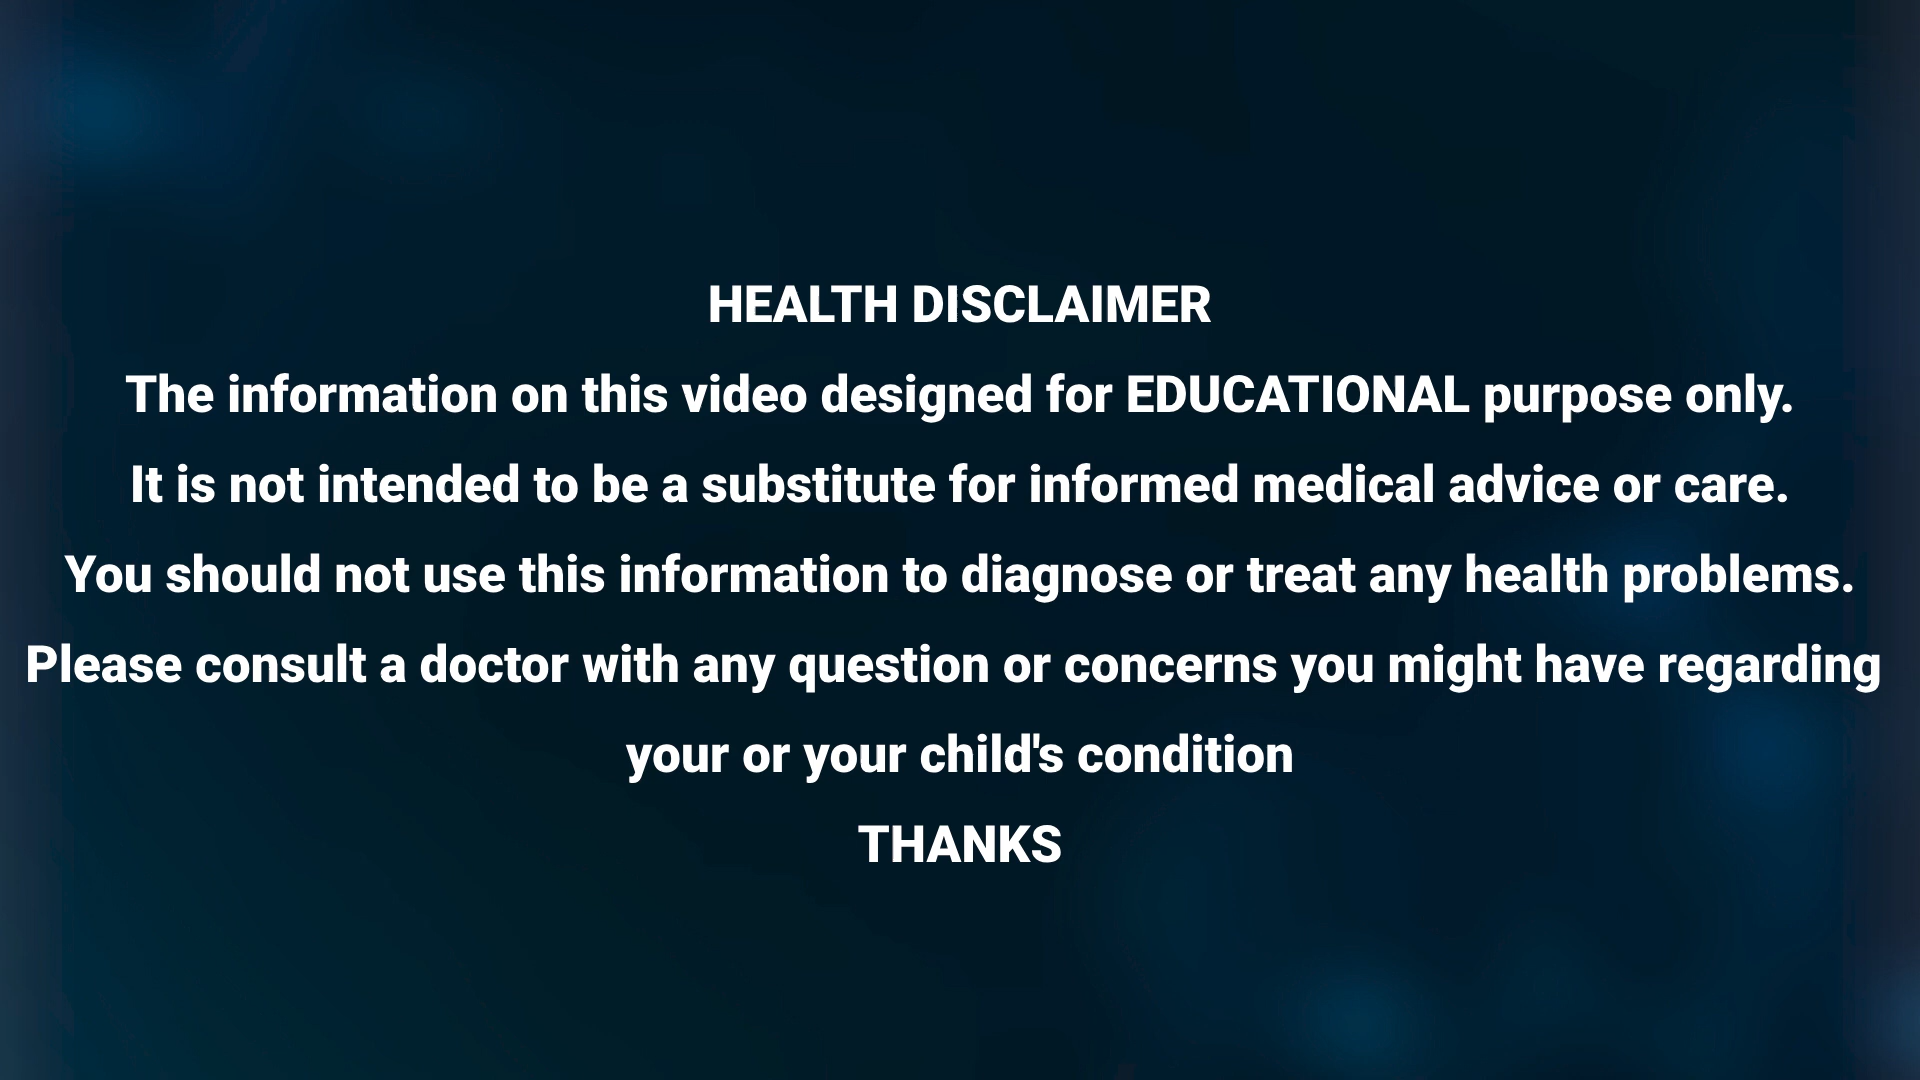 HEALTH DISCLAIMER
The information on this video designed for EDUCATIONAL purpose only.
It is not intended to be a substitute for informed medical advice or care.
You should not use this information to diagnose or treat any health problems.
Please consult a doctor with any question or concerns you might have regarding
your or your child's condition
THANKS